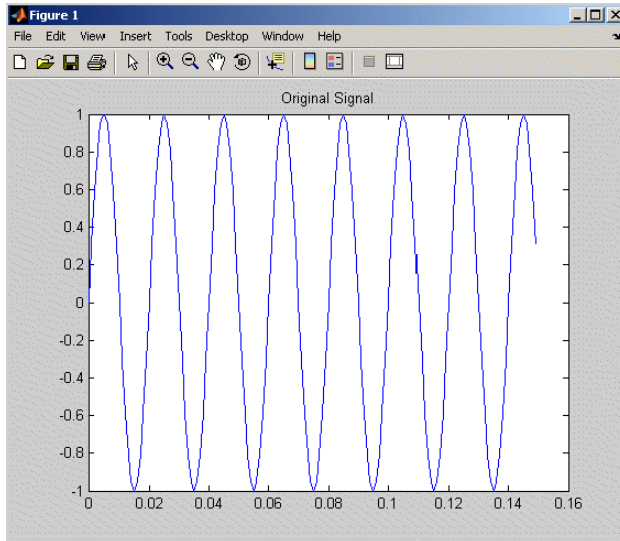 Figure 1
File Edit View Insert Tools Desktop Window Help
Original Signal
1
0.8
0.6
0.4
0.2
0
-0.2
-0.4
-0.6
-0.8
-1
0 0.02 0.04 0.06 0.08 0.1 0.12 0.14 0.16